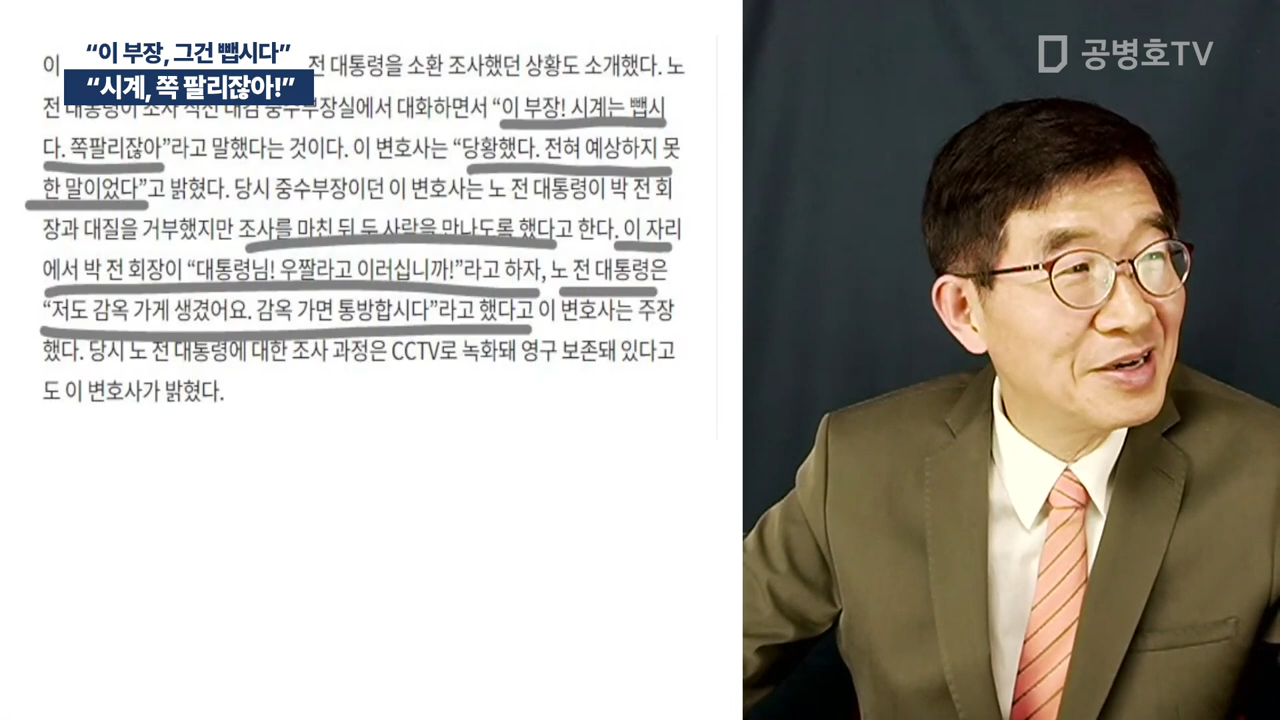 “이 부장, 그건 뺍시다”
“시계, 쪽 팔리잖아!”
공병호TV
이 전 대통령을 소환 조사했던 상황도 소개했다. 노
전 대통령이 조사 직전 대검 중수부장실에서 대화하면서 “이 부장! 시계는 뺍시
다. 쪽팔리잖아”라고 말했다는 것이다. 이 변호사는 “당황했다. 전혀 예상하지 못
한 말이었다”고 밝혔다. 당시 중수부장이던 이 변호사는 노 전 대통령이 박 전 회
장과 대질을 거부했지만 조사를 마친 뒤 두 사람을 만나도록 했다고 한다. 이 자리
에서 박 전 회장이 “대통령님! 우짤라고 이러십니까!”라고 하자, 노 전 대통령은
“저도 감옥 가게 생겼어요. 감옥 가면 통방합시다”라고 했다고 이 변호사는 주장
했다. 당시 노 전 대통령에 대한 조사 과정은 CCTV로 녹화돼 영구 보존돼 있다고
도 이 변호사가 밝혔다.